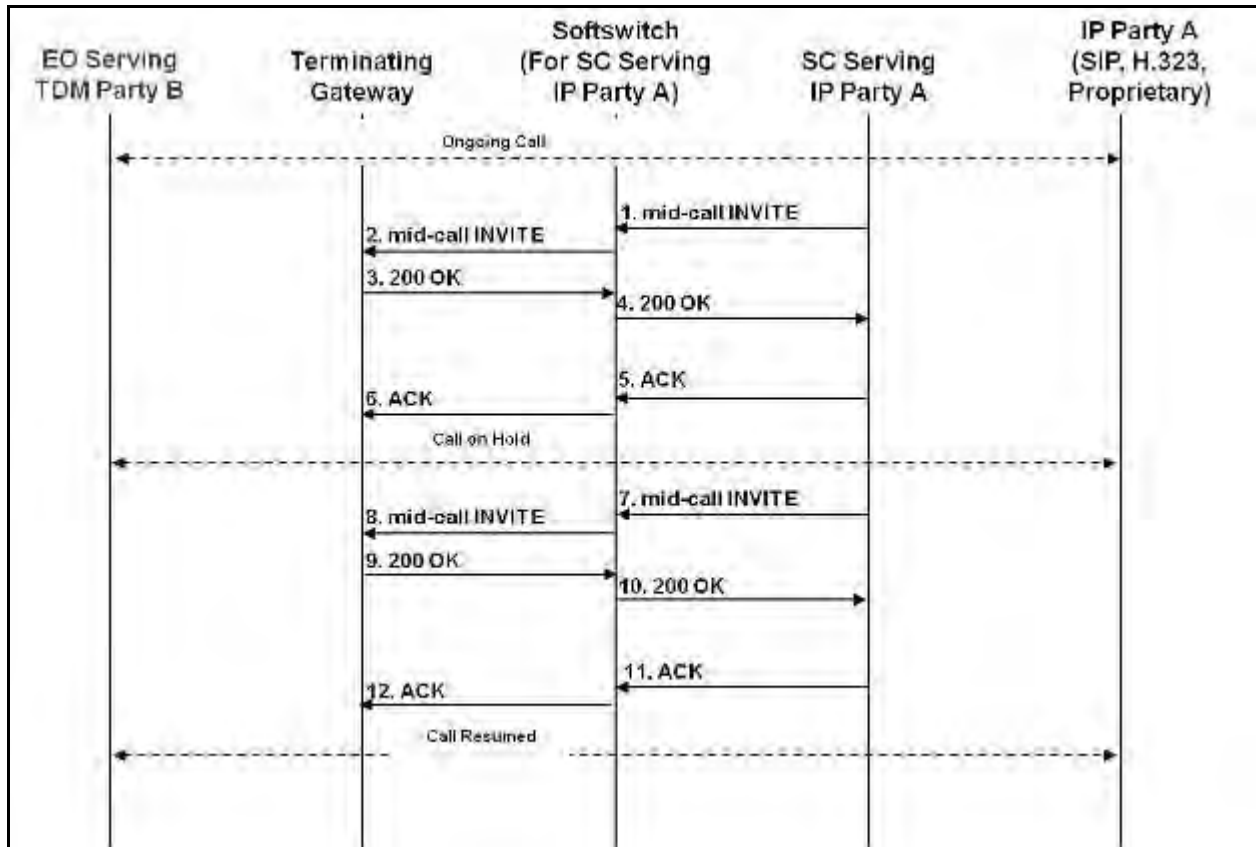 EO Serving
TDM Party B
Terminating
Gateway
Softswitch
(For SC Serving
IP Party A)
SC Serving
IP Party A
IP Party A
(SIP, H.323,
Proprietary)
Ongoing Call
1. mid-call INVITE
2. mid-call INVITE
3. 200 OK
4. 200 OK
5. ACK
6. ACK
Call on Hold
7. mid-call INVITE
8. mid-call INVITE
9. 200 OK
10. 200 OK
11. ACK
12. ACK
Call Resumed